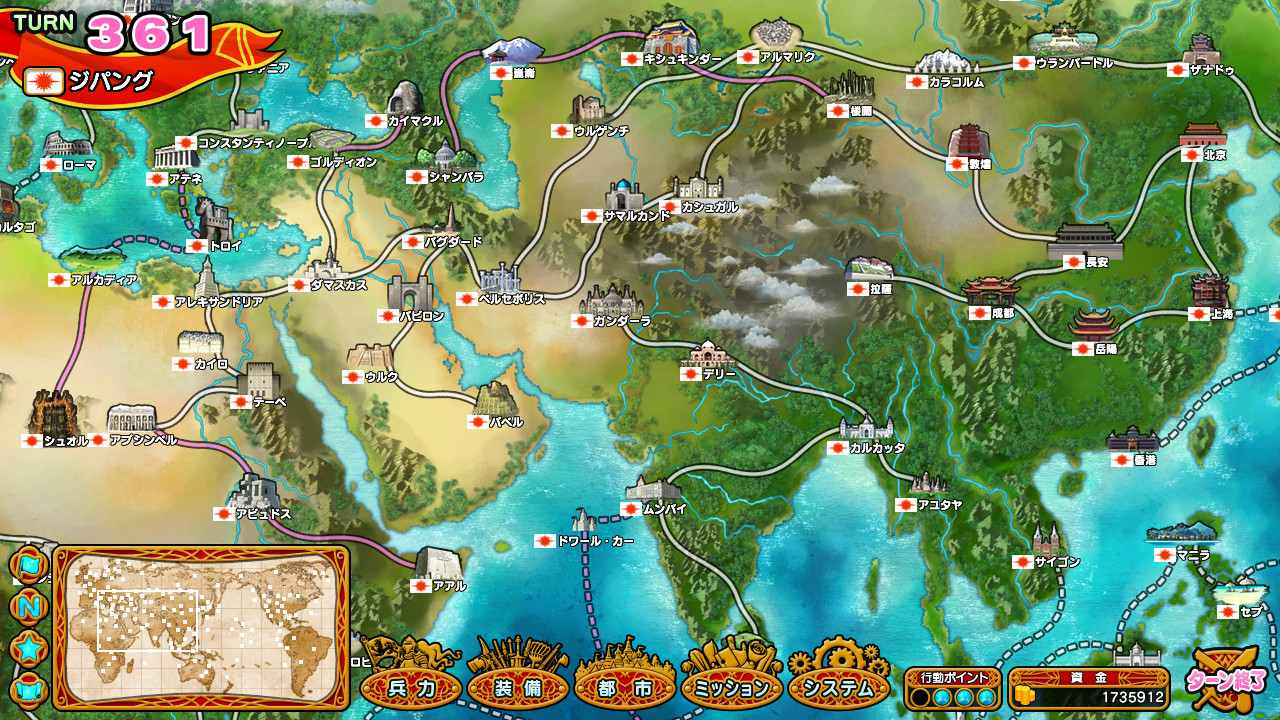 TURN 361
ジパング
キシュキンダー
アルマリク
ウランバートル
ザナドゥ
崑崙
カラコルム
カイマクル
楼蘭
ウルゲンチ
コンスタンティノープル
ローマ
ゴルディオン
敦煌
北京
アテネ
シャンバラ
カシュガル
サマルカンド
トロイ
バグダード
長安
アルカディア
ダマスカス
拉薩
アレキサンドリア
ペルセポリス
バビロン
成都
上海
ガンダーラ
岳陽
カイロ
ウルク
デリー
テーベ
バベル
シュオル
アブシンベル
カルカッタ
香港
アビュドス
ムンバイ
アユタヤ
ドワール・カー
マニラ
サイゴン
アアル
セブ
N
兵力
装備
都市
ミッション
システム
行動ポイント
資金
1735912
ターン終了